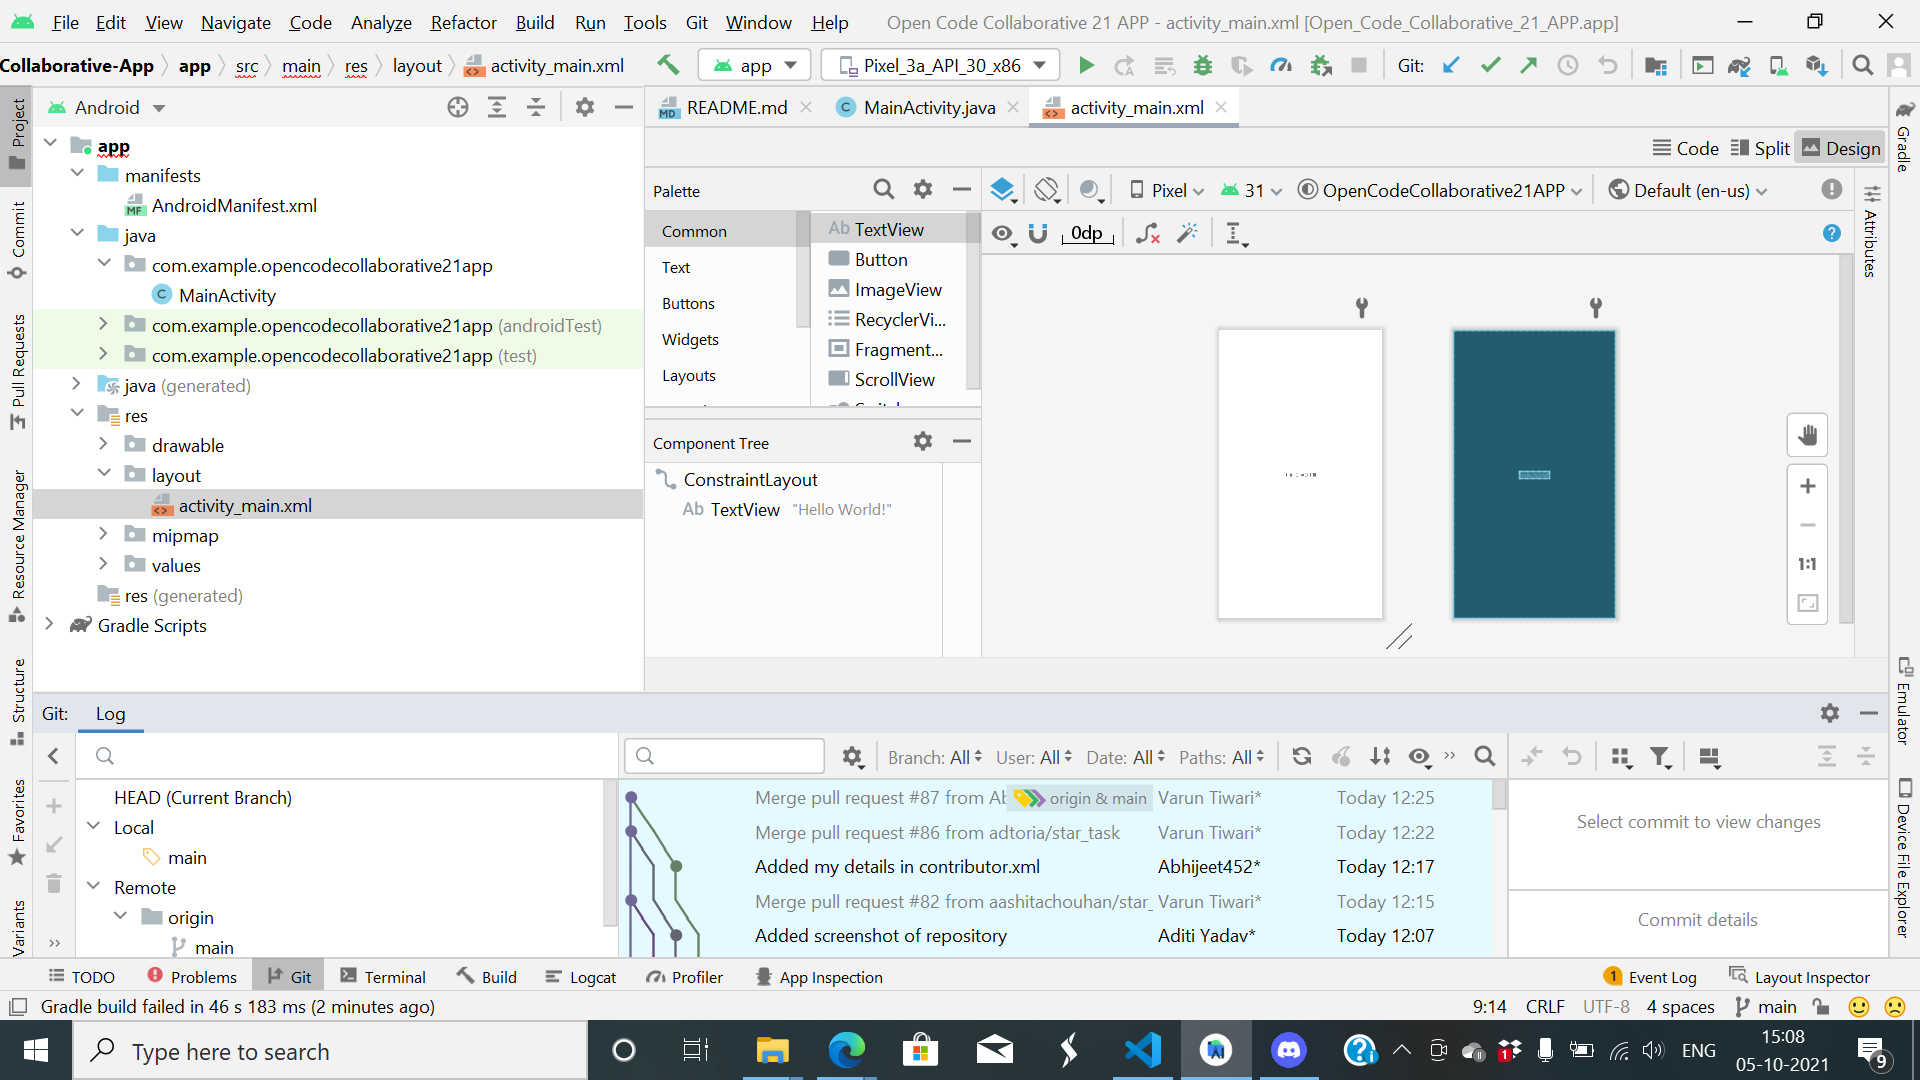 File Edit View Navigate Code Analyze Refactor Build Run Tools Git Window Help Open Code Collaborative 21 APP - activity_main.xml [Open_Code_Collaborative_21_APP.app]
Collaborative-App app src main res layout activity_main.xml app Pixel_3a_API_30_x86 Git:
Android README.md MainActivity.java activity_main.xml
Code Split Design
Project
Commit
Pull Requests
Resource Manager
Structure
Favorites
Variants
app
manifests
AndroidManifest.xml
java
com.example.opencodecollaborative21app
MainActivity
com.example.opencodecollaborative21app (androidTest)
com.example.opencodecollaborative21app (test)
java (generated)
res
drawable
layout
activity_main.xml
mipmap
values
res (generated)
Gradle Scripts
Palette
Common
Text
Buttons
Widgets
Layouts
Ab TextView
Button
ImageView
RecyclerVi...
Fragment...
ScrollView
Component Tree
ConstraintLayout
Ab TextView "Hello World!"
Pixel 31 OpenCodeCollaborative21APP Default (en-us)
0dp
1:1
Gradle
Attributes
Emulator
Device File Explorer
Git: Log
Branch: All User: All Date: All Paths: All
HEAD (Current Branch)
Local
main
Remote
origin
main
Merge pull request #87 from Ab origin & main Varun Tiwari* Today 12:25
Merge pull request #86 from adtoria/star_task Varun Tiwari* Today 12:22
Added my details in contributor.xml Abhijeet452* Today 12:17
Merge pull request #82 from aashitachouhan/star_ Varun Tiwari* Today 12:15
Added screenshot of repository Aditi Yadav* Today 12:07
Select commit to view changes
Commit details
TODO Problems Git Terminal Build Logcat Profiler App Inspection 1 Event Log Layout Inspector
Gradle build failed in 46 s 183 ms (2 minutes ago) 9:14 CRLF UTF-8 4 spaces main
Type here to search ENG 15:08
05-10-2021 9